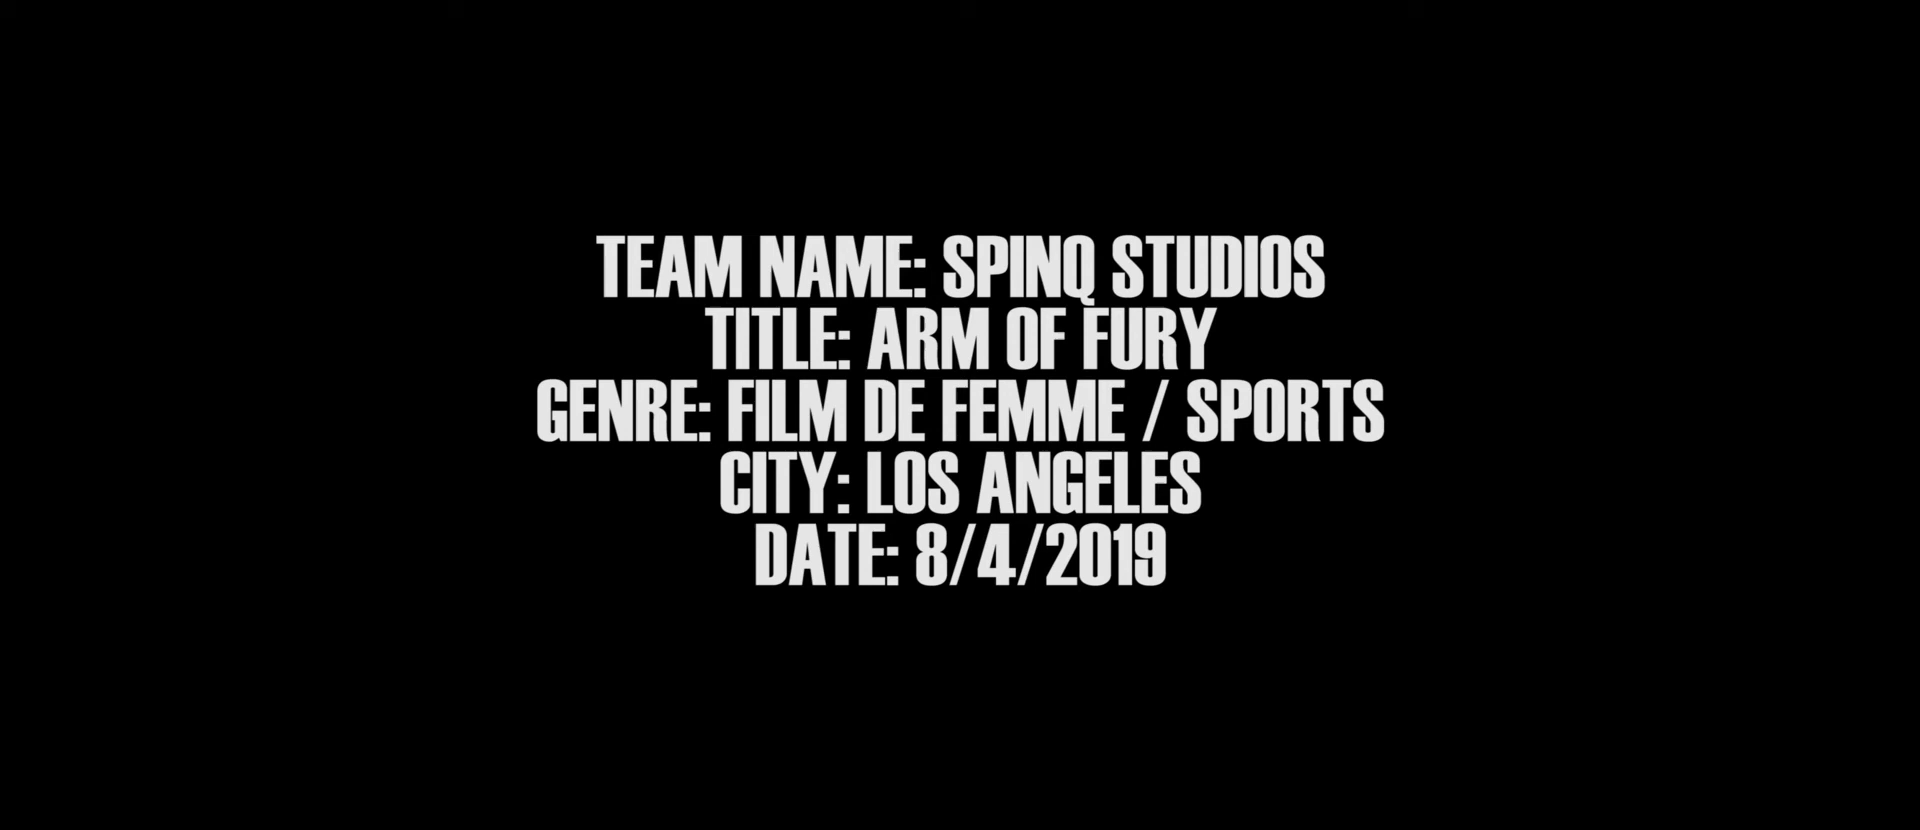 TEAM NAME: SPINQ STUDIOS
TITLE: ARM OF FURY
GENRE: FILM DE FEMME / SPORTS
CITY: LOS ANGELES
DATE: 8/4/2019